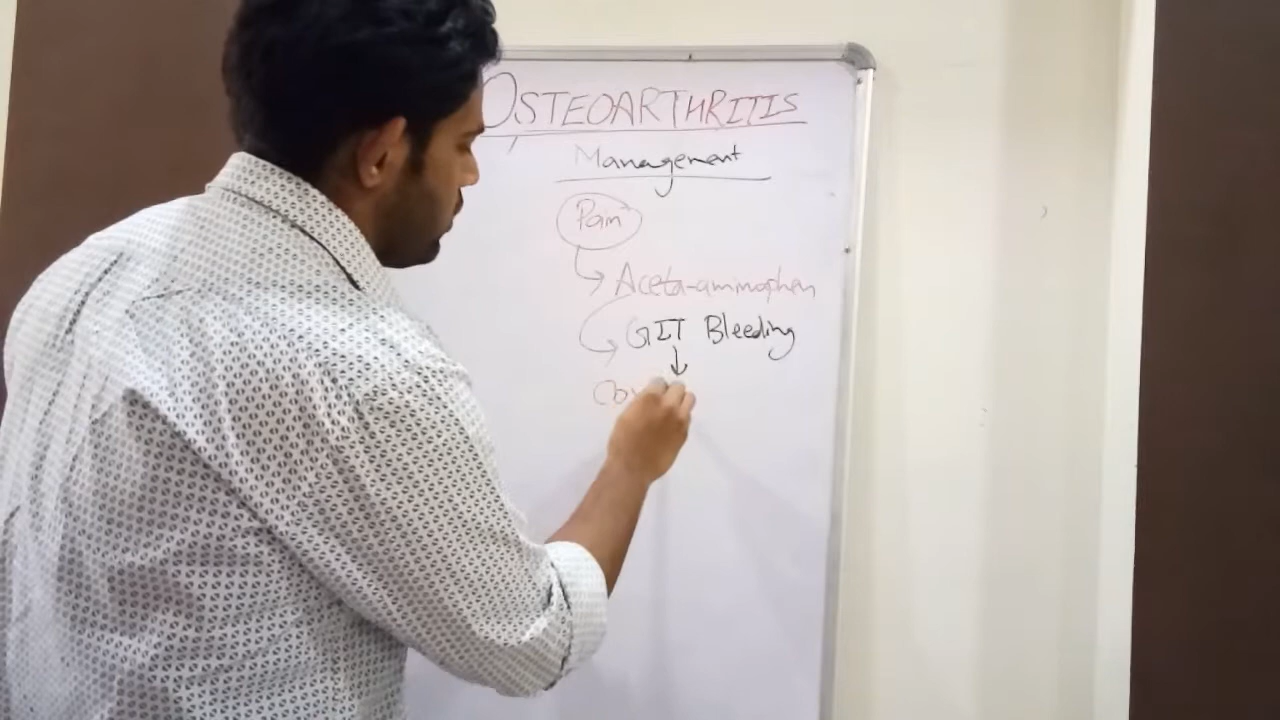 OSTEOARTHRITIS
Management
Pain
Aceta-aminophen
GIT Bleeding